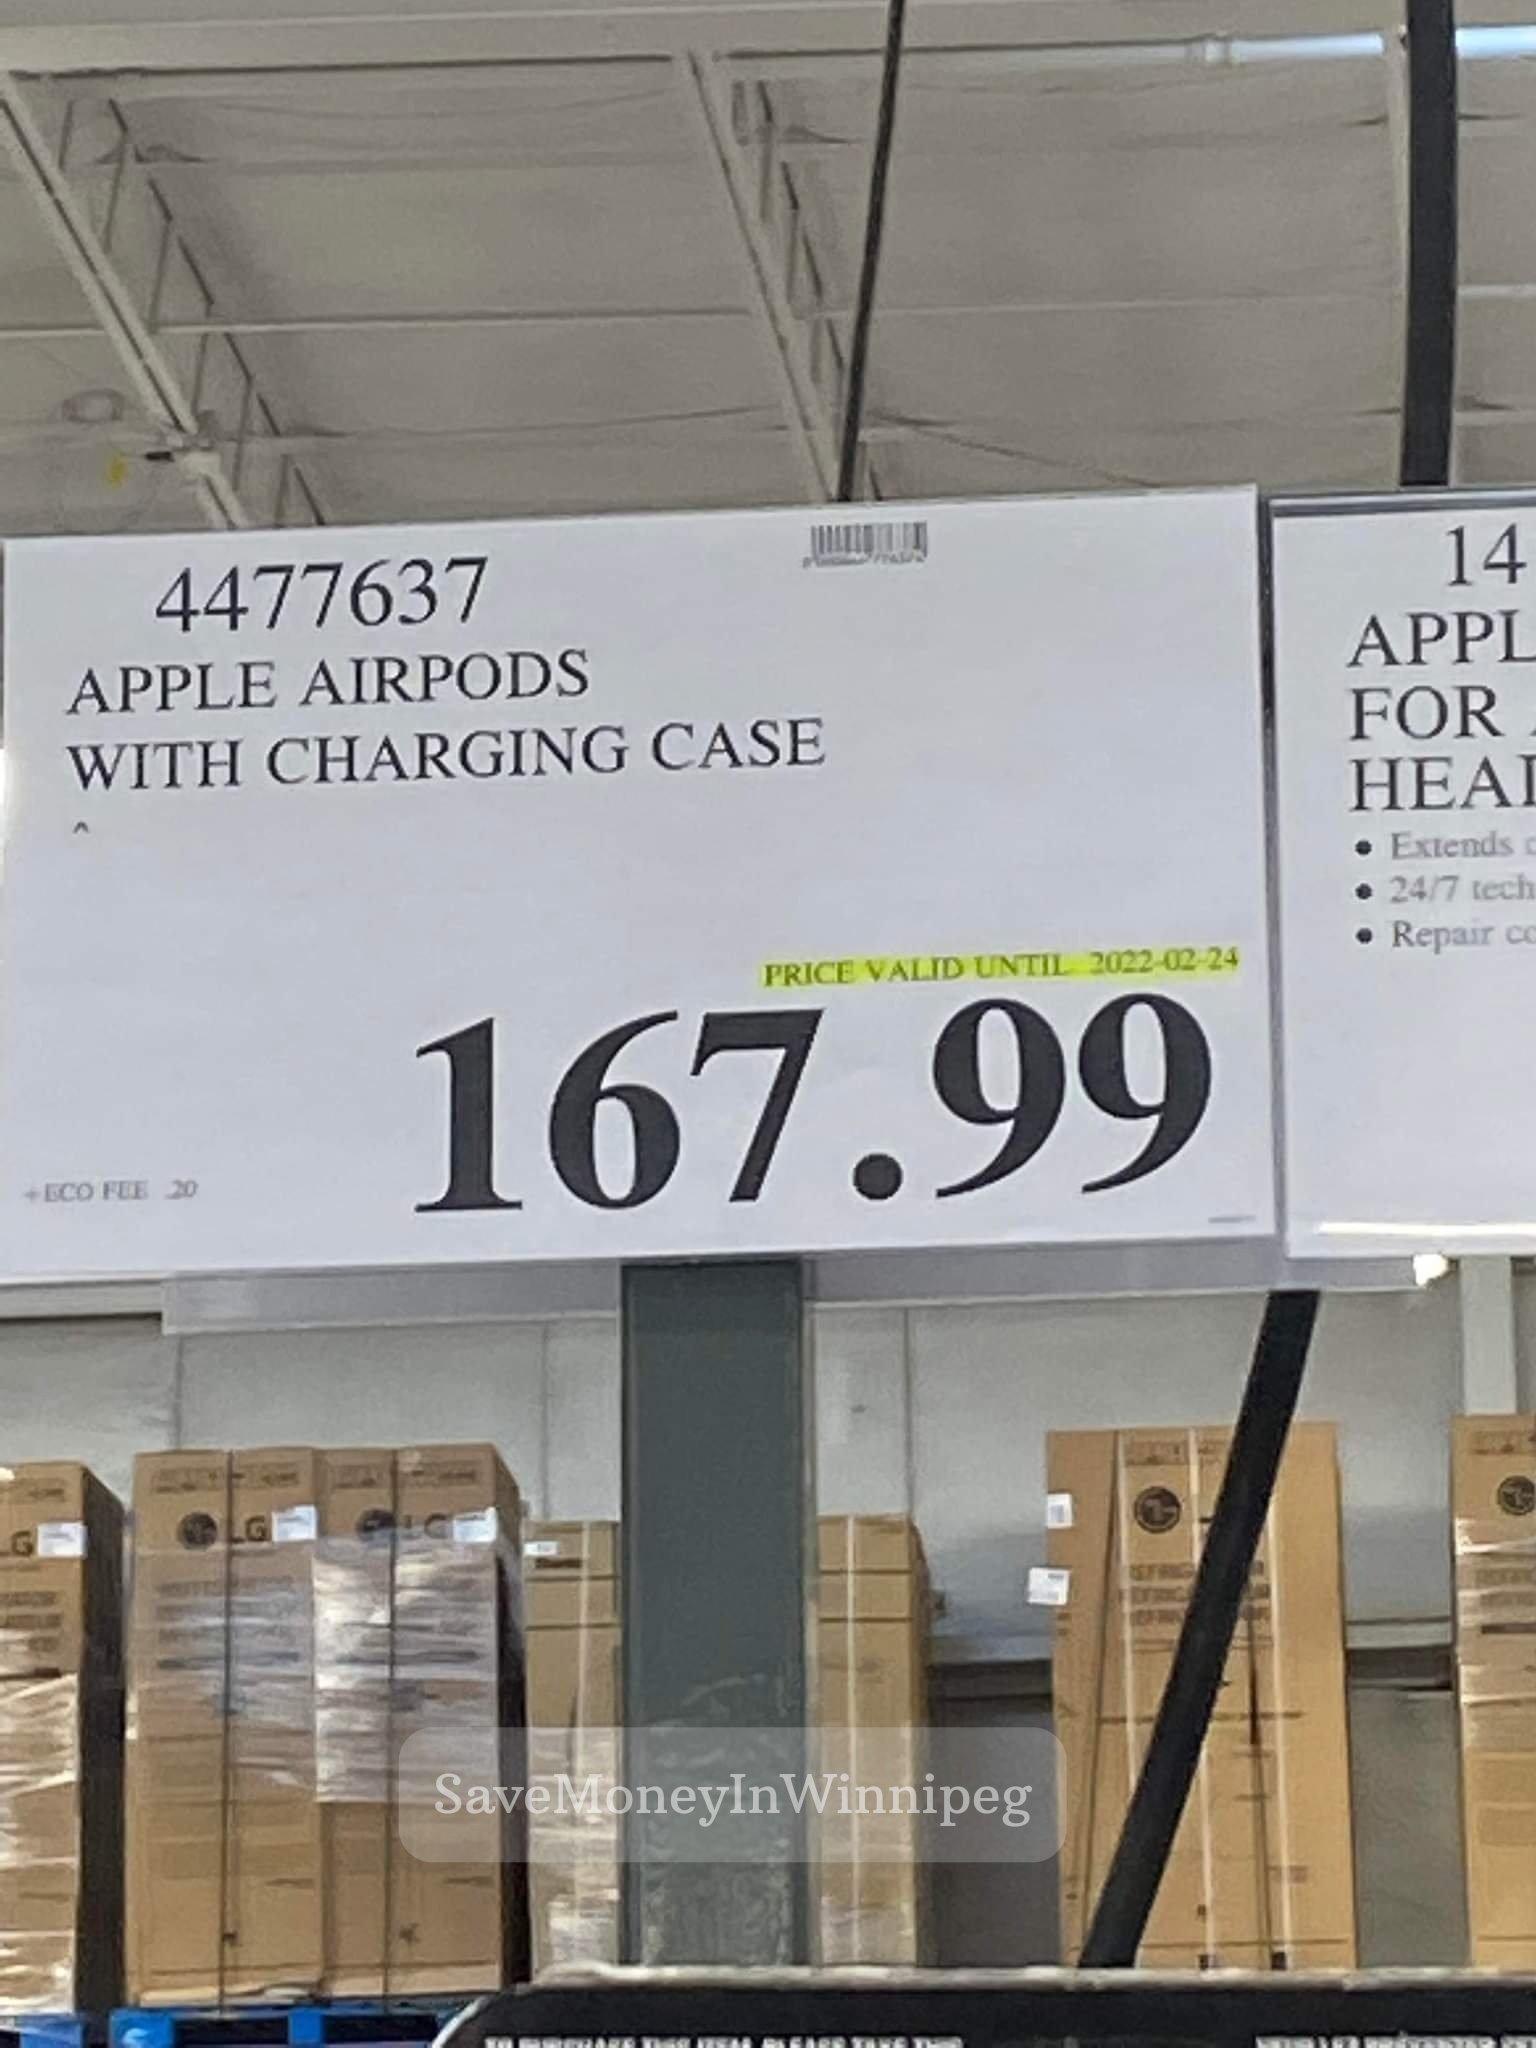 4477637
APPLE AIRPODS
WITH CHARGING CASE
^
PRICE VALID UNTIL 2022-02-24
167.99
+ECO FEE .20
14
APPL
FOR
HEAD
• Extends
• 24/7 tech
• Repair co
LG
LG
SaveMoneyInWinnipeg